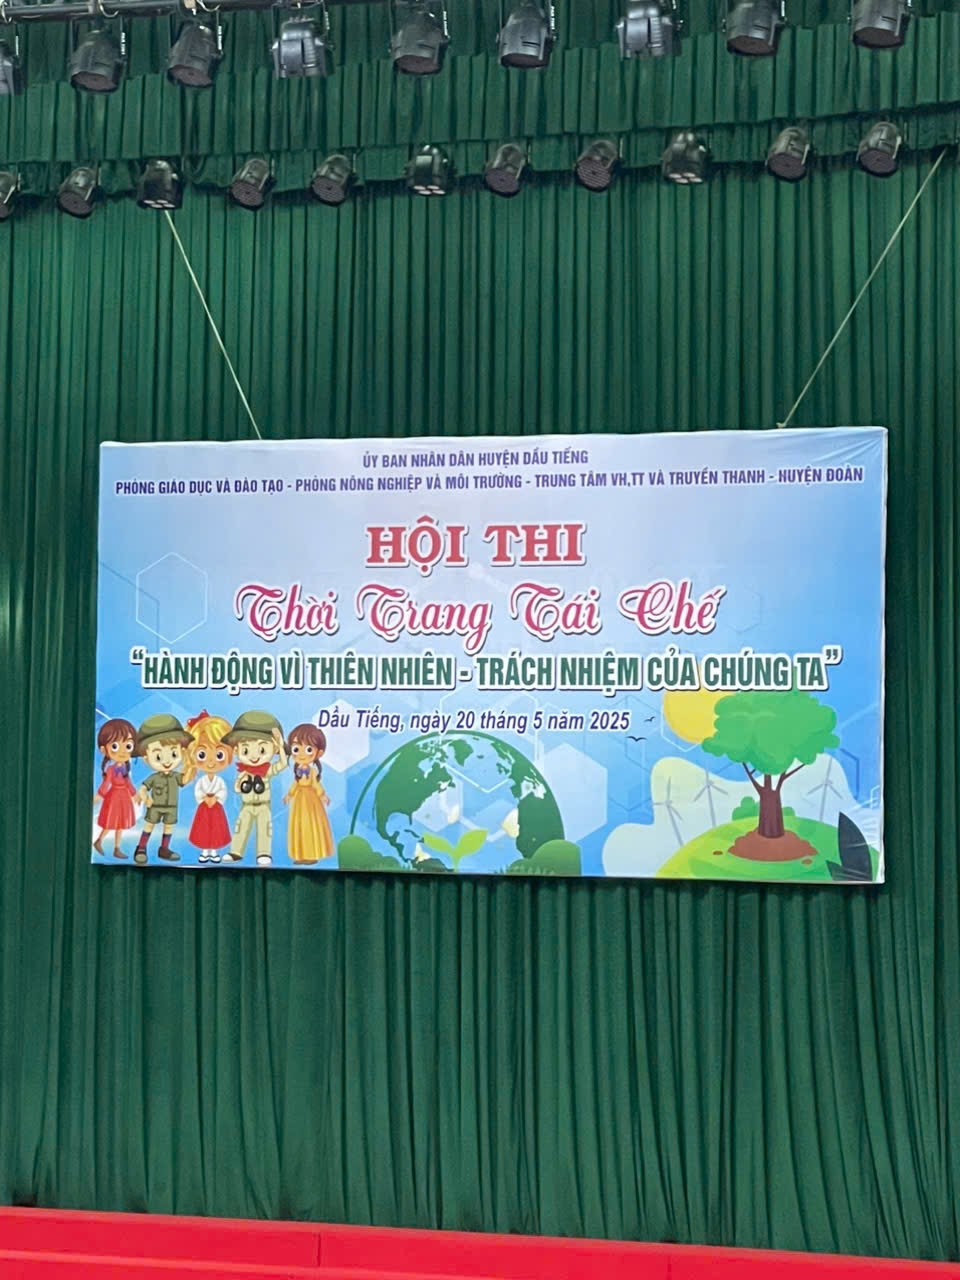 ỦY BAN NHÂN DÂN HUYỆN DẦU TIẾNG
PHÒNG GIÁO DỤC VÀ ĐÀO TẠO - PHÒNG NÔNG NGHIỆP VÀ MÔI TRƯỜNG - TRUNG TÂM VH,TT VÀ TRUYỀN THANH - HUYỆN ĐOÀN
HỘI THI
Thời Trang Tái Chế
"HÀNH ĐỘNG VÌ THIÊN NHIÊN - TRÁCH NHIỆM CỦA CHÚNG TA"
Dầu Tiếng, ngày 20 tháng 5 năm 2025